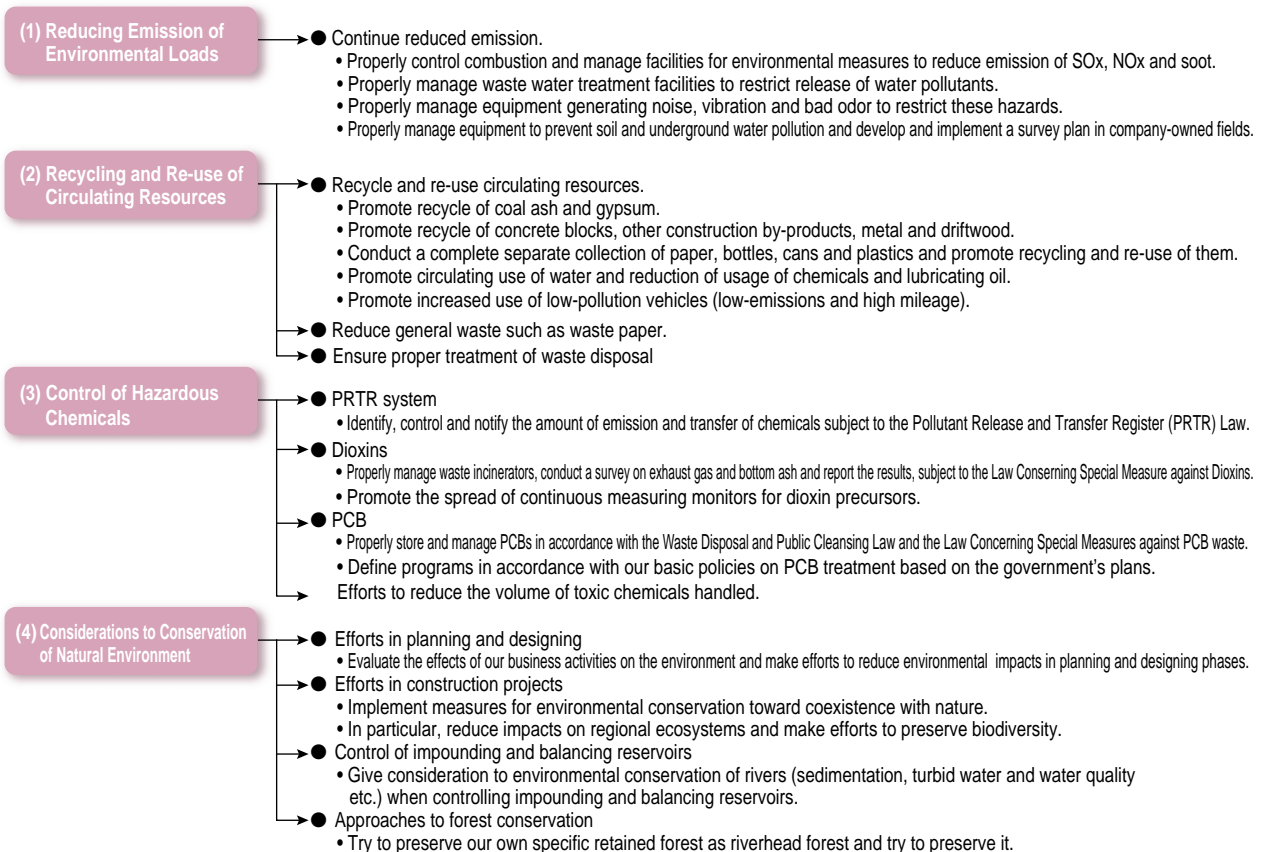 (1) Reducing Emission of
Environmental Loads
● Continue reduced emission.
• Properly control combustion and manage facilities for environmental measures to reduce emission of SOx, NOx and soot.
• Properly manage waste water treatment facilities to restrict release of water pollutants.
• Properly manage equipment generating noise, vibration and bad odor to restrict these hazards.
• Properly manage equipment to prevent soil and underground water pollution and develop and implement a survey plan in company-owned fields.
(2) Recycling and Re-use of
Circulating Resources
● Recycle and re-use circulating resources.
• Promote recycle of coal ash and gypsum.
• Promote recycle of concrete blocks, other construction by-products, metal and driftwood.
• Conduct a complete separate collection of paper, bottles, cans and plastics and promote recycling and re-use of them.
• Promote circulating use of water and reduction of usage of chemicals and lubricating oil.
• Promote increased use of low-pollution vehicles (low-emissions and high mileage).
● Reduce general waste such as waste paper.
● Ensure proper treatment of waste disposal
(3) Control of Hazardous
Chemicals
● PRTR system
• Identify, control and notify the amount of emission and transfer of chemicals subject to the Pollutant Release and Transfer Register (PRTR) Law.
● Dioxins
• Properly manage waste incinerators, conduct a survey on exhaust gas and bottom ash and report the results, subject to the Law Concerning Special Measure against Dioxins.
• Promote the spread of continuous measuring monitors for dioxin precursors.
● PCB
• Properly store and manage PCBs in accordance with the Waste Disposal and Public Cleansing Law and the Law Concerning Special Measures against PCB waste.
• Define programs in accordance with our basic policies on PCB treatment based on the government's plans.
Efforts to reduce the volume of toxic chemicals handled.
(4) Considerations to Conservation
of Natural Environment
● Efforts in planning and designing
• Evaluate the effects of our business activities on the environment and make efforts to reduce environmental impacts in planning and designing phases.
● Efforts in construction projects
• Implement measures for environmental conservation toward coexistence with nature.
• In particular, reduce impacts on regional ecosystems and make efforts to preserve biodiversity.
● Control of impounding and balancing reservoirs
• Give consideration to environmental conservation of rivers (sedimentation, turbid water and water quality
etc.) when controlling impounding and balancing reservoirs.
● Approaches to forest conservation
• Try to preserve our own specific retained forest as riverhead forest and try to preserve it.